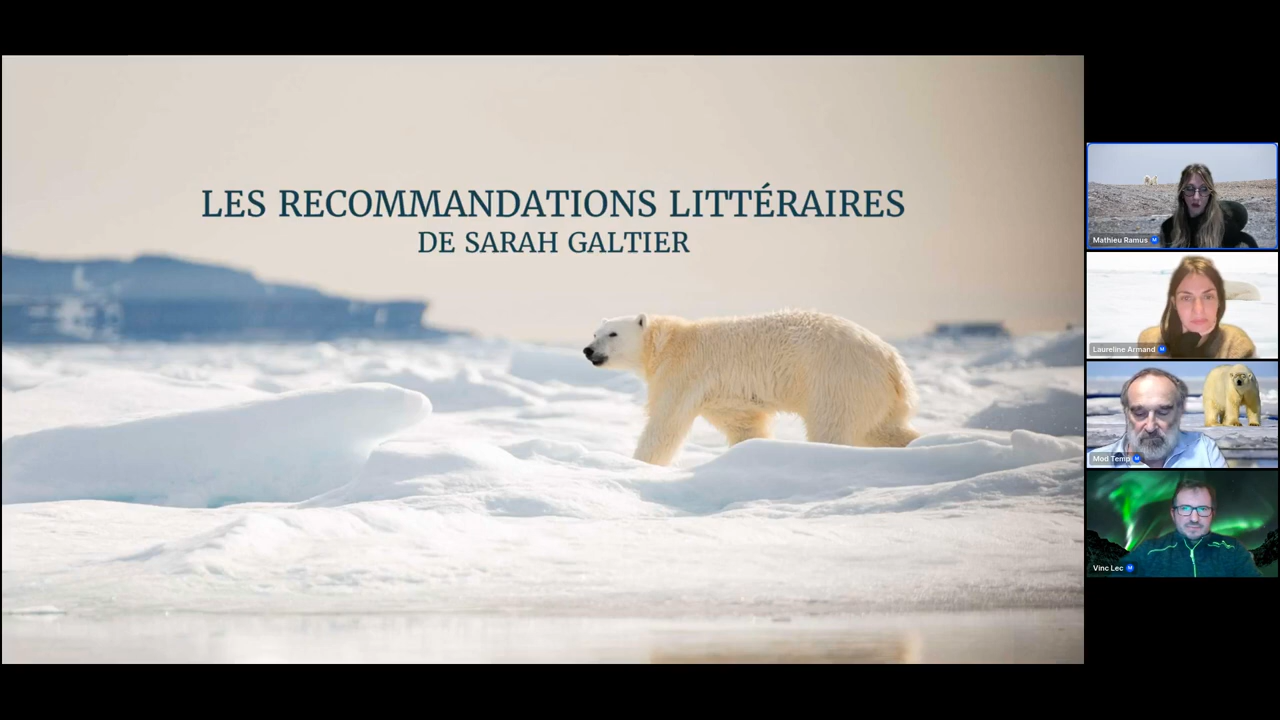 LES RECOMMANDATIONS LITTÉRAIRES
DE SARAH GALTIER
Mathieu Ramus M
Laureline Armand M
Mod Temp M
Vinc Lec M